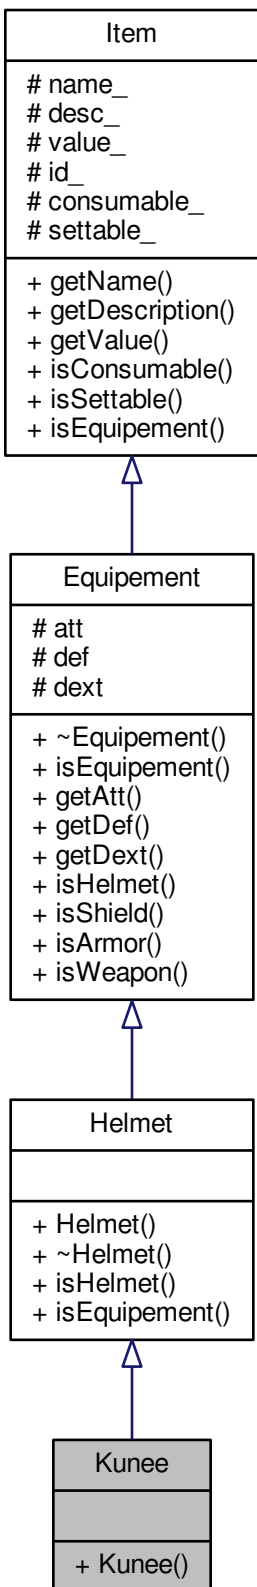 Item
# name_
# desc_
# value_
# id_
# consumable_
# settable_
+ getName()
+ getDescription()
+ getValue()
+ isConsumable()
+ isSettable()
+ isEquipement()
Equipement
# att
# def
# dext
+ ~Equipement()
+ isEquipement()
+ getAtt()
+ getDef()
+ getDext()
+ isHelmet()
+ isShield()
+ isArmor()
+ isWeapon()
Helmet
+ Helmet()
+ ~Helmet()
+ isHelmet()
+ isEquipement()
Kunee
+ Kunee()